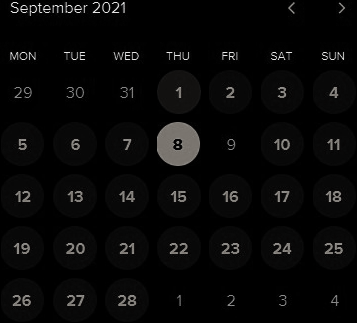 September 2021
MON TUE WED THU FRI SAT SUN
29 30 31 1 2 3 4
5 6 7 8 9 10 11
12 13 14 15 16 17 18
19 20 21 22 23 24 25
26 27 28 1 2 3 4